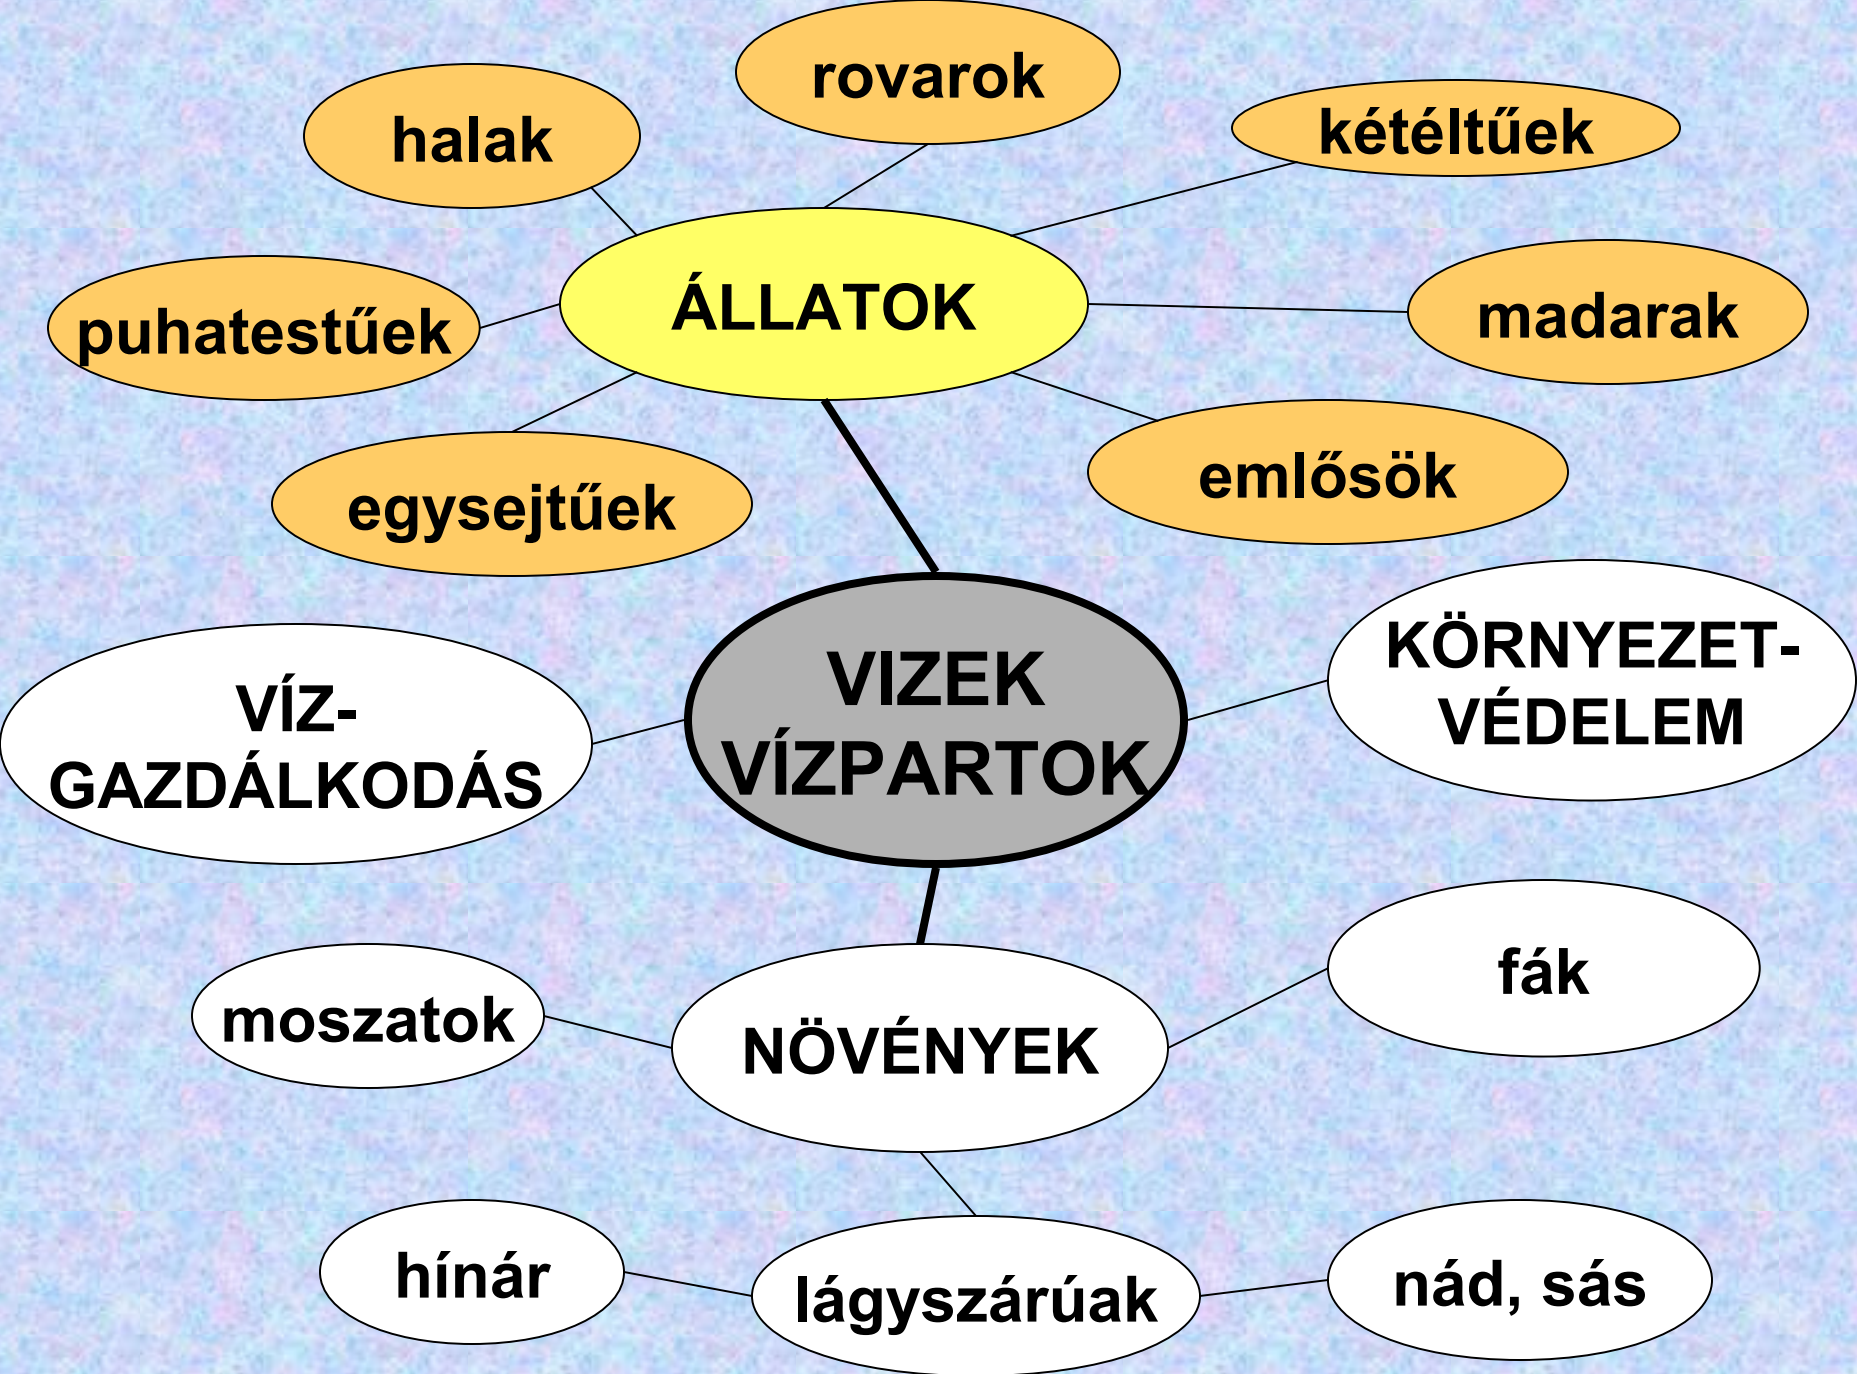 rovarok
halak
kétéltűek
ÁLLATOK
madarak
puhatestűek
emlősök
egysejtűek
KÖRNYEZET-
VÉDELEM
VIZEK
VÍZPARTOK
VÍZ-
GAZDÁLKODÁS
fák
moszatok
NÖVÉNYEK
hínár
lágyszárúak
nád, sás